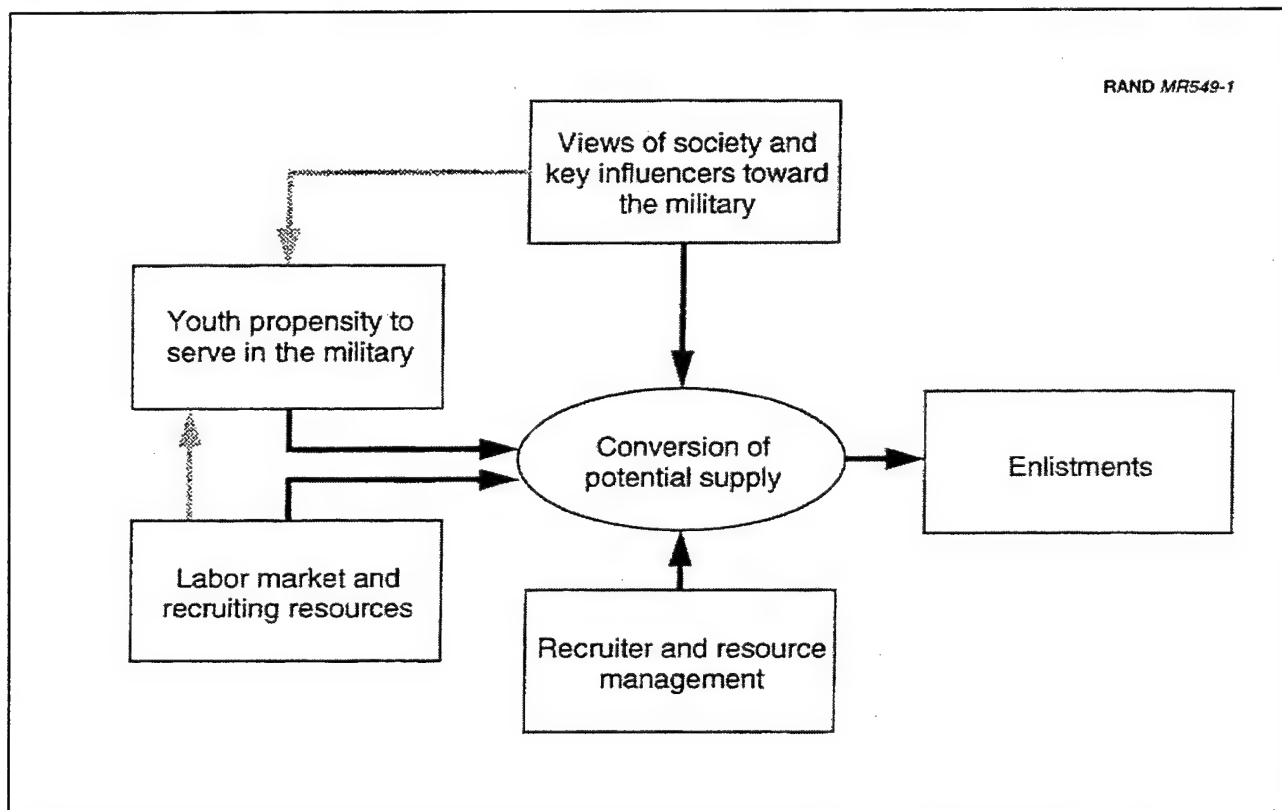 RAND MR549-1
Views of society and
key influencers toward
the military
Youth propensity to
serve in the military
Conversion of
potential supply
Enlistments
Labor market and
recruiting resources
Recruiter and resource
management